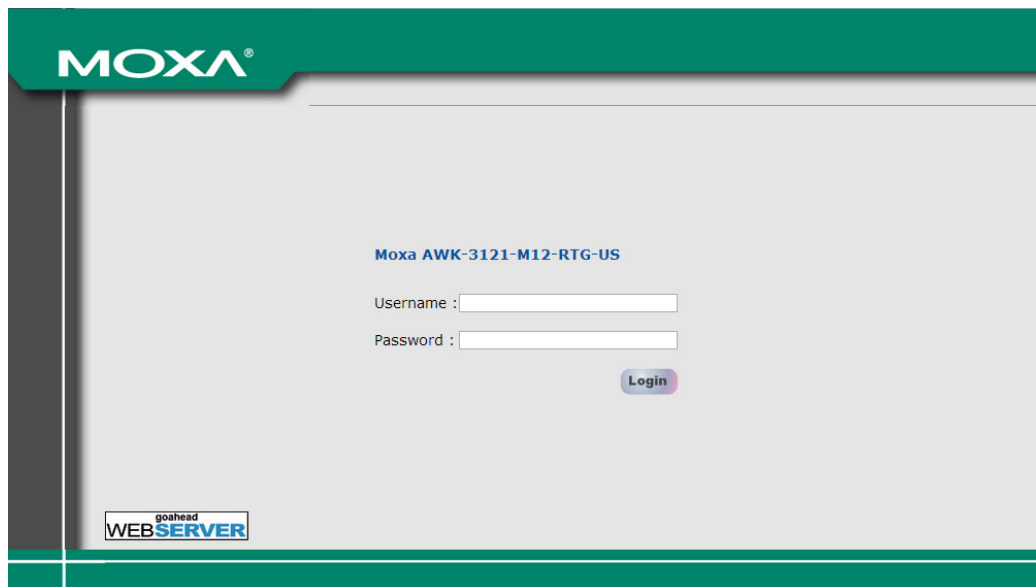 MOXA®
Moxa AWK-3121-M12-RTG-US
Username :
Password :
Login
goahead
WEBSERVER